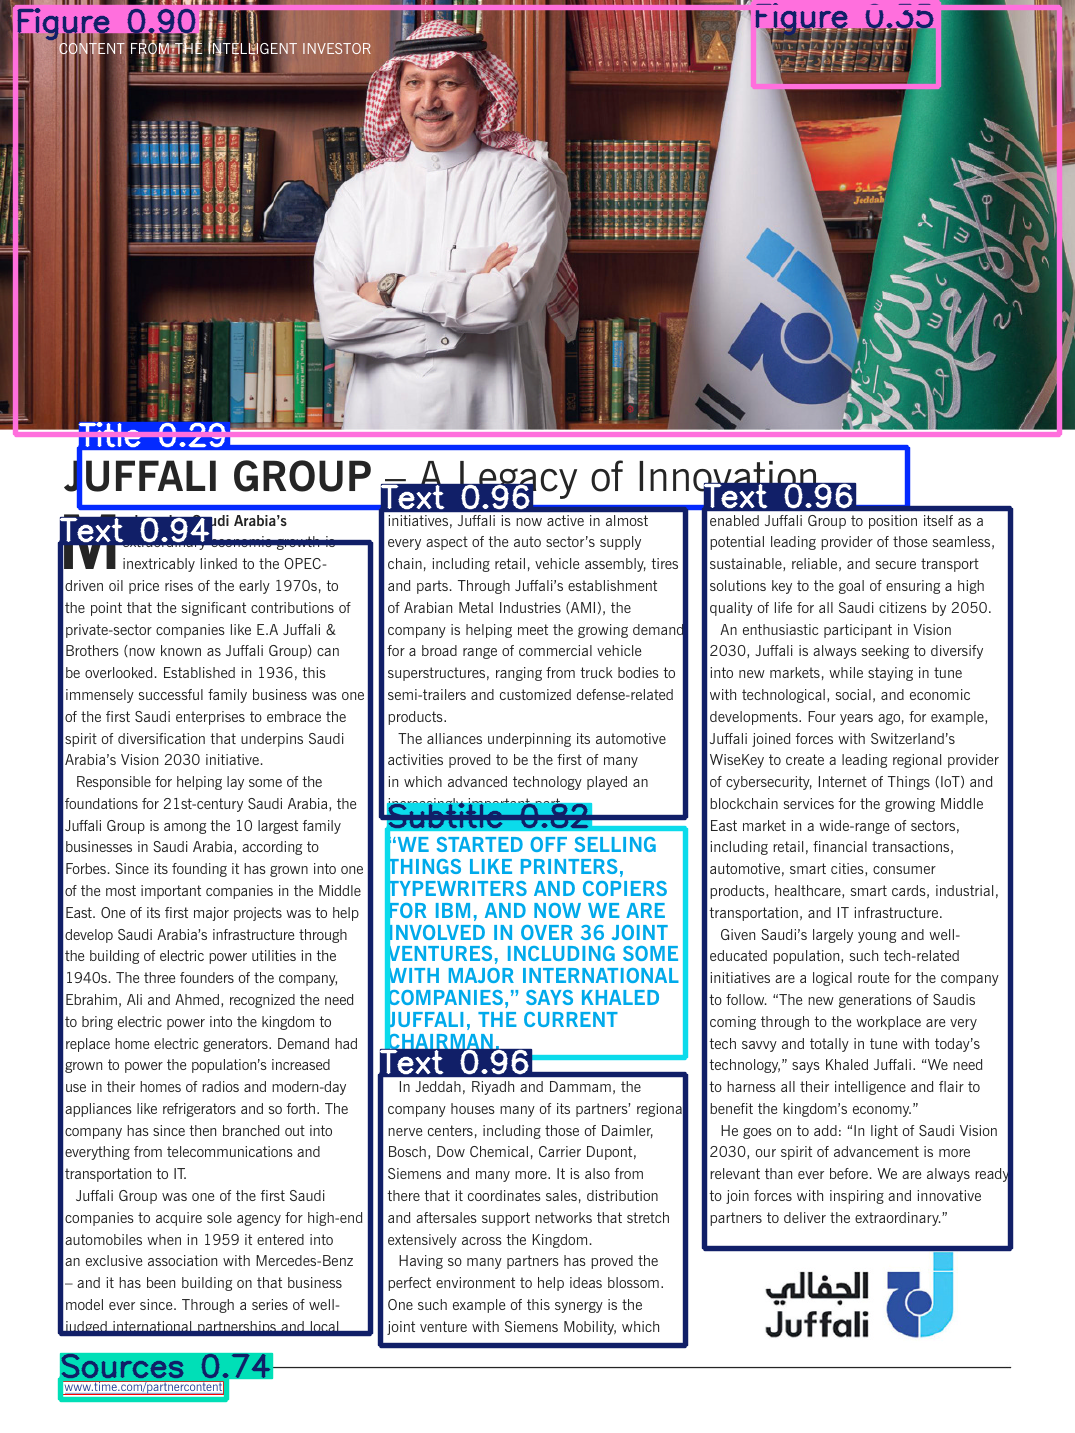 Figure 0.90
Figure 0.35
CONTENT FROM THE INTELLIGENT INVESTOR
جدة
Jeddah
Title 0.29
JUFFALI GROUP – A Legacy of Innovation
Text 0.94
Saudi Arabia's
extraordinary economic growth is
inextricably linked to the OPEC-
driven oil price rises of the early 1970s, to
the point that the significant contributions of
private-sector companies like E.A Juffali &
Brothers (now known as Juffali Group) can
be overlooked. Established in 1936, this
immensely successful family business was one
of the first Saudi enterprises to embrace the
spirit of diversification that underpins Saudi
Arabia's Vision 2030 initiative.
Responsible for helping lay some of the
foundations for 21st-century Saudi Arabia, the
Juffali Group is among the 10 largest family
businesses in Saudi Arabia, according to
Forbes. Since its founding it has grown into one
of the most important companies in the Middle
East. One of its first major projects was to help
develop Saudi Arabia's infrastructure through
the building of electric power utilities in the
1940s. The three founders of the company,
Ebrahim, Ali and Ahmed, recognized the need
to bring electric power into the kingdom to
replace home electric generators. Demand had
grown to power the population's increased
use in their homes of radios and modern-day
appliances like refrigerators and so forth. The
company has since then branched out into
everything from telecommunications and
transportation to IT.
Juffali Group was one of the first Saudi
companies to acquire sole agency for high-end
automobiles when in 1959 it entered into
an exclusive association with Mercedes-Benz
– and it has been building on that business
model ever since. Through a series of well-
judged international partnerships and local
Text 0.96
initiatives, Juffali is now active in almost
every aspect of the auto sector's supply
chain, including retail, vehicle assembly, tires
and parts. Through Juffali's establishment
of Arabian Metal Industries (AMI), the
company is helping meet the growing demand
for a broad range of commercial vehicle
superstructures, ranging from truck bodies to
semi-trailers and customized defense-related
products.
The alliances underpinning its automotive
activities proved to be the first of many
in which advanced technology played an
increasingly important part.
Subtitle 0.82
“WE STARTED OFF SELLING
THINGS LIKE PRINTERS,
TYPEWRITERS AND COPIERS
FOR IBM, AND NOW WE ARE
INVOLVED IN OVER 36 JOINT
VENTURES, INCLUDING SOME
WITH MAJOR INTERNATIONAL
COMPANIES,” SAYS KHALED
JUFFALI, THE CURRENT
CHAIRMAN.
Text 0.96
In Jeddah, Riyadh and Dammam, the
company houses many of its partners' regional
nerve centers, including those of Daimler,
Bosch, Dow Chemical, Carrier Dupont,
Siemens and many more. It is also from
there that it coordinates sales, distribution
and aftersales support networks that stretch
extensively across the Kingdom.
Having so many partners has proved the
perfect environment to help ideas blossom.
One such example of this synergy is the
joint venture with Siemens Mobility, which
Text 0.96
enabled Juffali Group to position itself as a
potential leading provider of those seamless,
sustainable, reliable, and secure transport
solutions key to the goal of ensuring a high
quality of life for all Saudi citizens by 2050.
An enthusiastic participant in Vision
2030, Juffali is always seeking to diversify
into new markets, while staying in tune
with technological, social, and economic
developments. Four years ago, for example,
Juffali joined forces with Switzerland's
WiseKey to create a leading regional provider
of cybersecurity, Internet of Things (IoT) and
blockchain services for the growing Middle
East market in a wide-range of sectors,
including retail, financial transactions,
automotive, smart cities, consumer
products, healthcare, smart cards, industrial,
transportation, and IT infrastructure.
Given Saudi's largely young and well-
educated population, such tech-related
initiatives are a logical route for the company
to follow. “The new generations of Saudis
coming through to the workplace are very
tech savvy and totally in tune with today's
technology,” says Khaled Juffali. “We need
to harness all their intelligence and flair to
benefit the kingdom's economy.”
He goes on to add: “In light of Saudi Vision
2030, our spirit of advancement is more
relevant than ever before. We are always ready
to join forces with inspiring and innovative
partners to deliver the extraordinary.”
الجفالي
Juffali
Sources 0.74
www.time.com/partnercontent